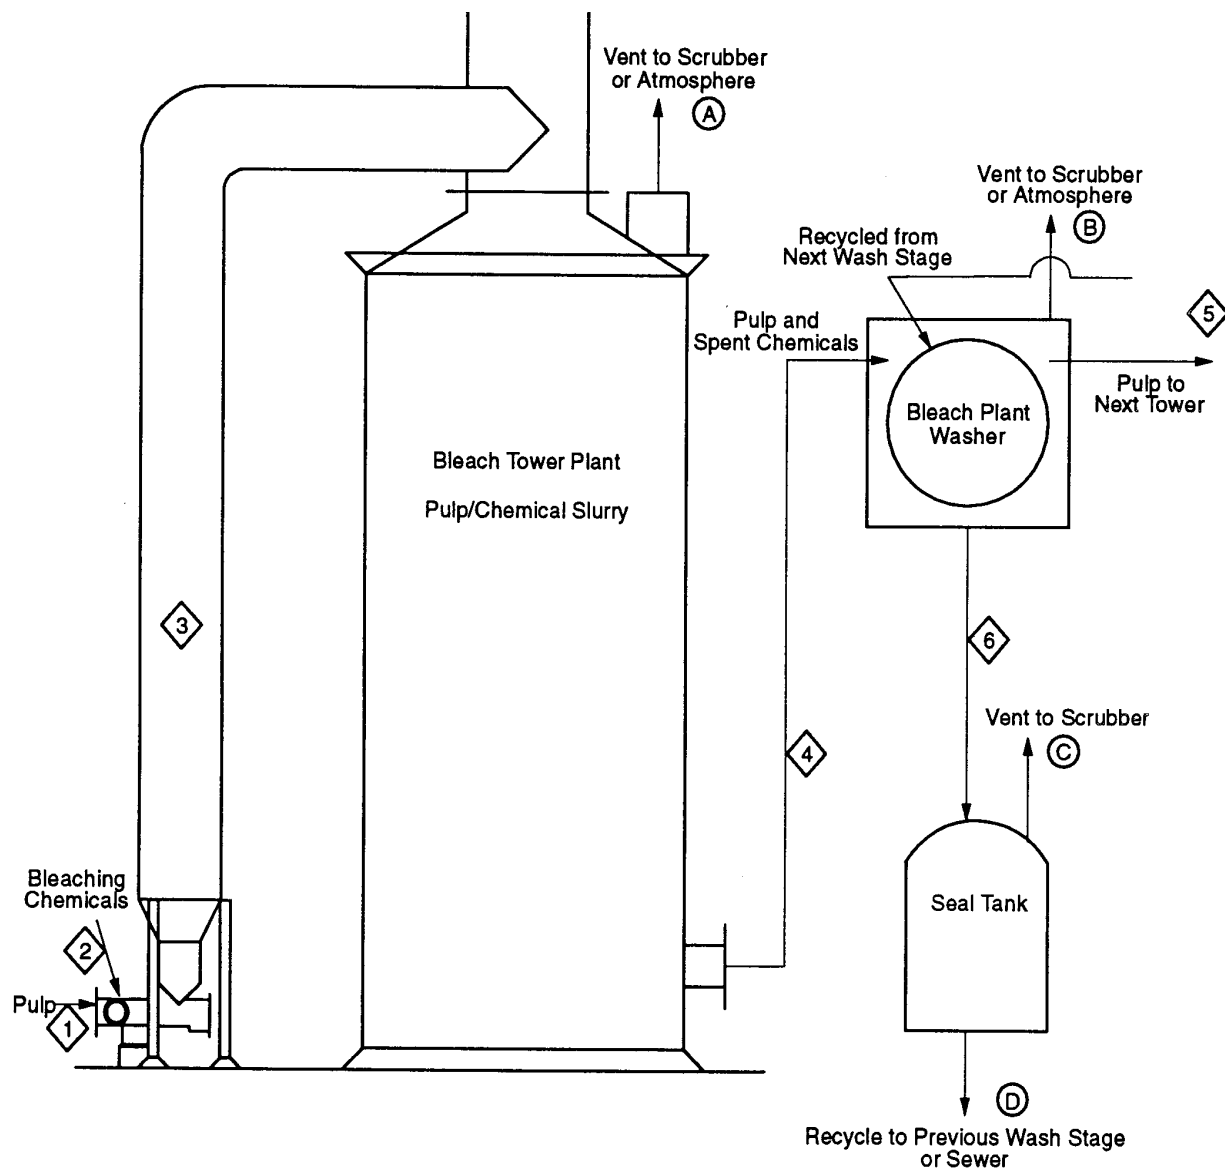 Vent to Scrubber
or Atmosphere
A
Vent to Scrubber
or Atmosphere
B
Recycled from
Next Wash Stage
5
Pulp and
Spent Chemicals
Pulp to
Next Tower
Bleach Plant
Washer
Bleach Tower Plant
Pulp/Chemical Slurry
3
6
Vent to Scrubber
C
4
Bleaching
Chemicals
Seal Tank
2
Pulp
1
D
Recycle to Previous Wash Stage
or Sewer